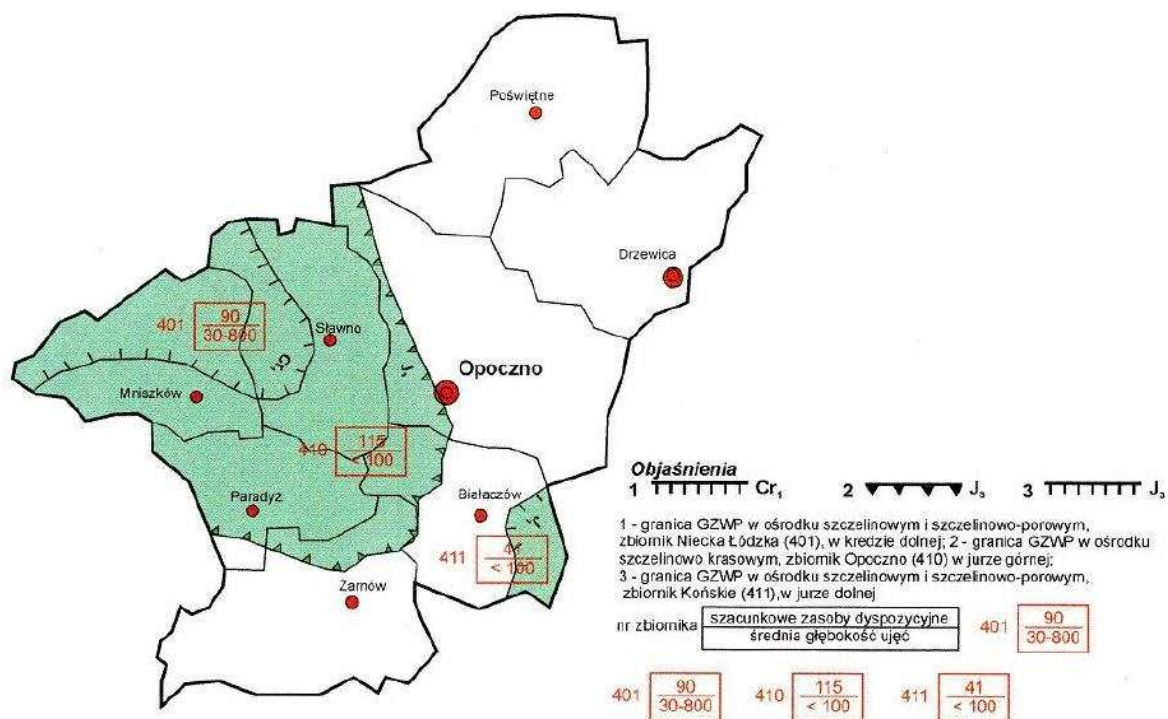 Poświętne
Drzewica
401
90
30-800
Sławno
Cr₁
J₃
Opoczno
Mniszków
410
115
< 100
Paradyż
Białaczów
411
41
< 100
Żarnów
Objaśnienia
1 Cr₁ 2 J₃ 3 J₃
1 - granica GZWP w ośrodku szczelinowym i szczelinowo-porowym,
zbiornik Niecka Łódzka (401), w kredzie dolnej; 2 - granica GZWP w ośrodku
szczelinowo krasowym, zbiornik Opoczno (410) w jurze górnej;
3 - granica GZWP w ośrodku szczelinowym i szczelinowo-porowym,
zbiornik Końskie (411),w jurze dolnej
nr zbiornika szacunkowe zasoby dyspozycyjne
średnia głębokość ujęć
401 90
30-800
401 90
30-800
410 115
< 100
411 41
< 100